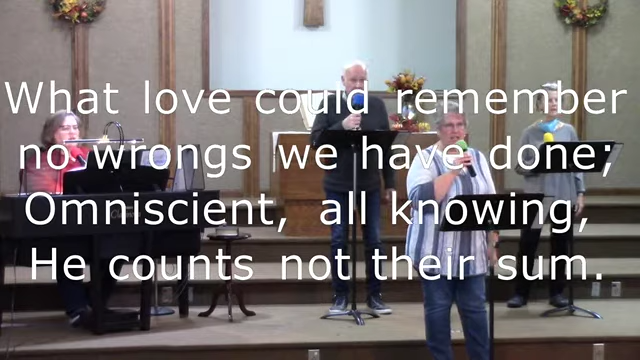 What love could remember
no wrongs we have done;
Omniscient, all knowing,
He counts not their sum.